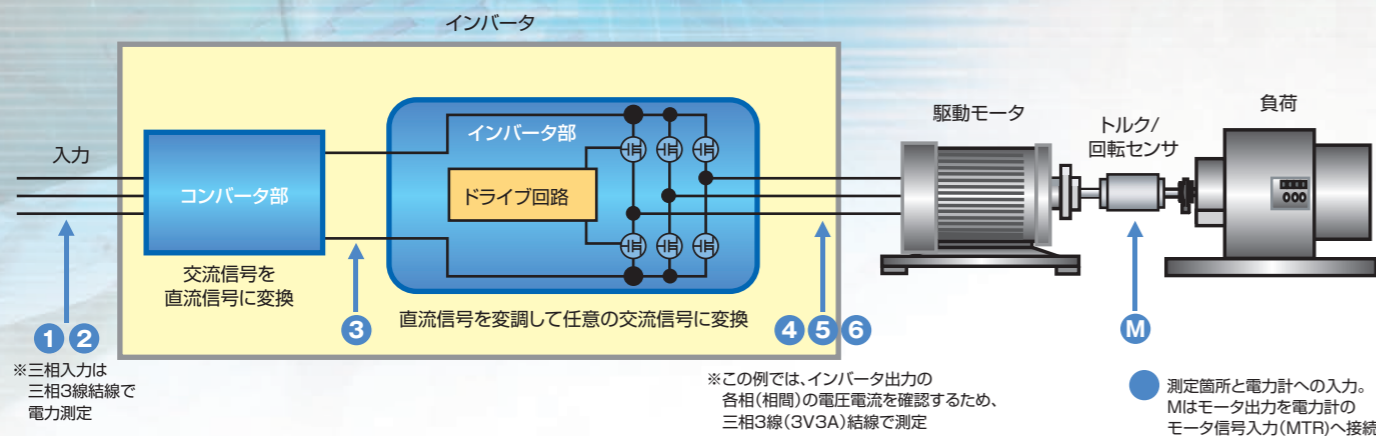 インバータ
入力
コンバータ部
交流信号を
直流信号に変換
インバータ部
ドライブ回路
直流信号を変調して任意の交流信号に変換
駆動モータ
トルク/
回転センサ
負荷
1 2
3
4 5 6
M
※三相入力は
三相3線結線で
電力測定
※この例では、インバータ出力の
各相(相間)の電圧電流を確認するため、
三相3線(3V3A)結線で測定
測定箇所と電力計への入力。
Mはモータ出力を電力計の
モータ信号入力(MTR)へ接続